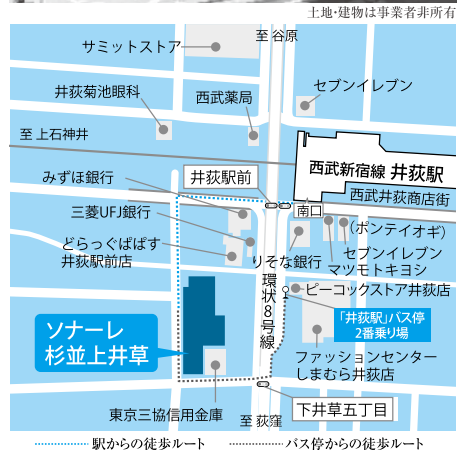 土地・建物は事業者非所有
至 谷原
サミットストア
セブンイレブン
井荻菊池眼科
西武薬局
至 上石神井
西武新宿線 井荻駅
みずほ銀行
井荻駅前
西武井荻商店街
南口
三菱UFJ銀行
(ポンテイオギ)
どらっぐぱぱす
井荻駅前店
セブンイレブン
りそな銀行
マツモトキヨシ
環状8号線
ピーコックストア井荻店
「井荻駅」バス停
2番乗り場
ソナーレ
杉並上井草
ファッションセンター
しまむら井荻店
東京三協信用金庫
至 荻窪
下井草五丁目
駅からの徒歩ルート
バス停からの徒歩ルート